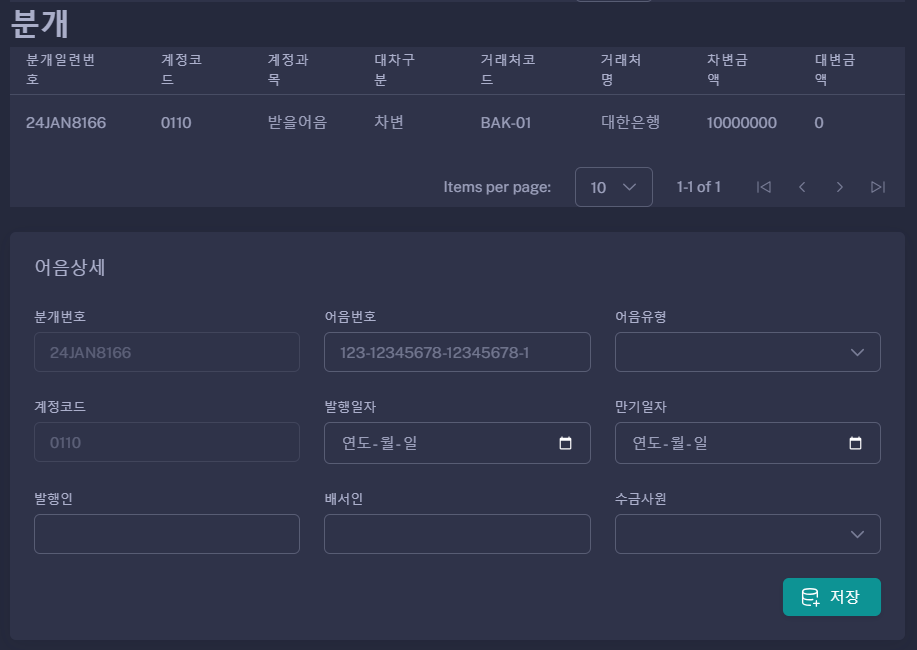 분개
분개일련번호 계정코드 계정과목 대차구분 거래처코드 거래처명 차변금액 대변금액
24JAN8166 0110 받을어음 차변 BAK-01 대한은행 10000000 0
Items per page: 10 1-1 of 1
어음상세
분개번호 어음번호 어음유형
24JAN8166 123-12345678-12345678-1
계정코드 발행일자 만기일자
0110 연도-월-일 연도-월-일
발행인 배서인 수금사원
저장